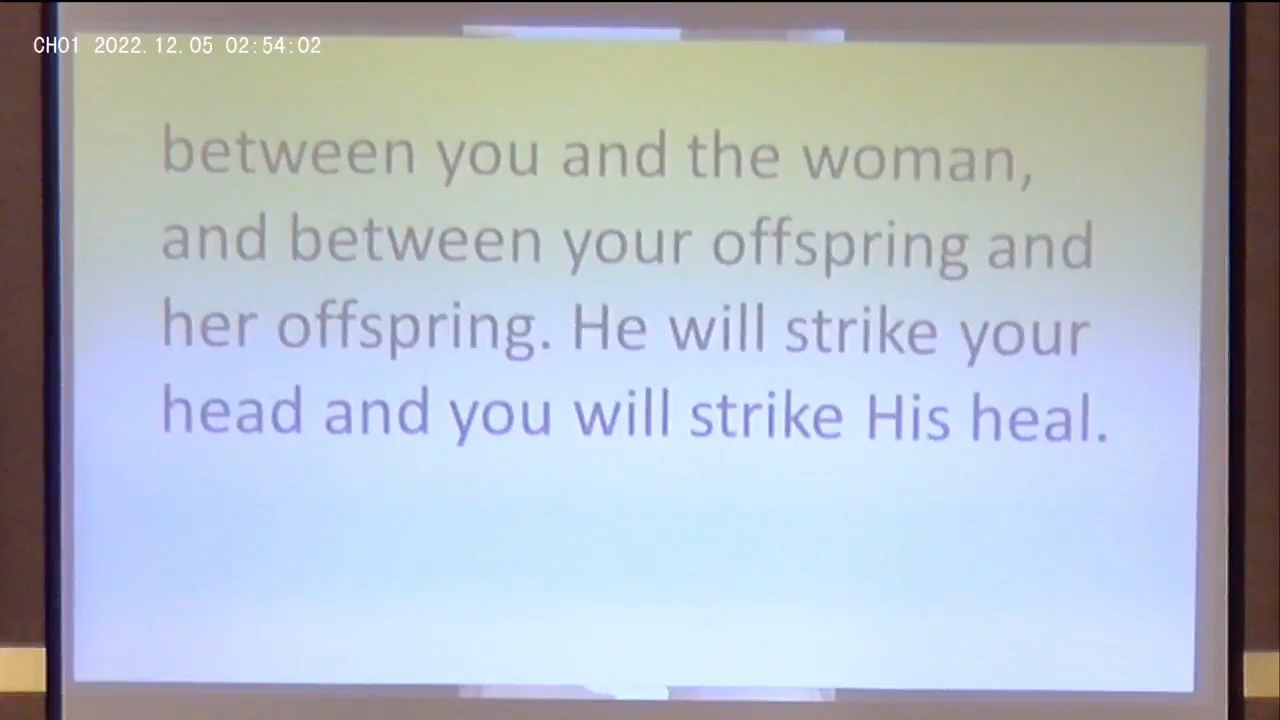 CH01 2022.12.05 02:54:02
between you and the woman,
and between your offspring and
her offspring. He will strike your
head and you will strike His heal.